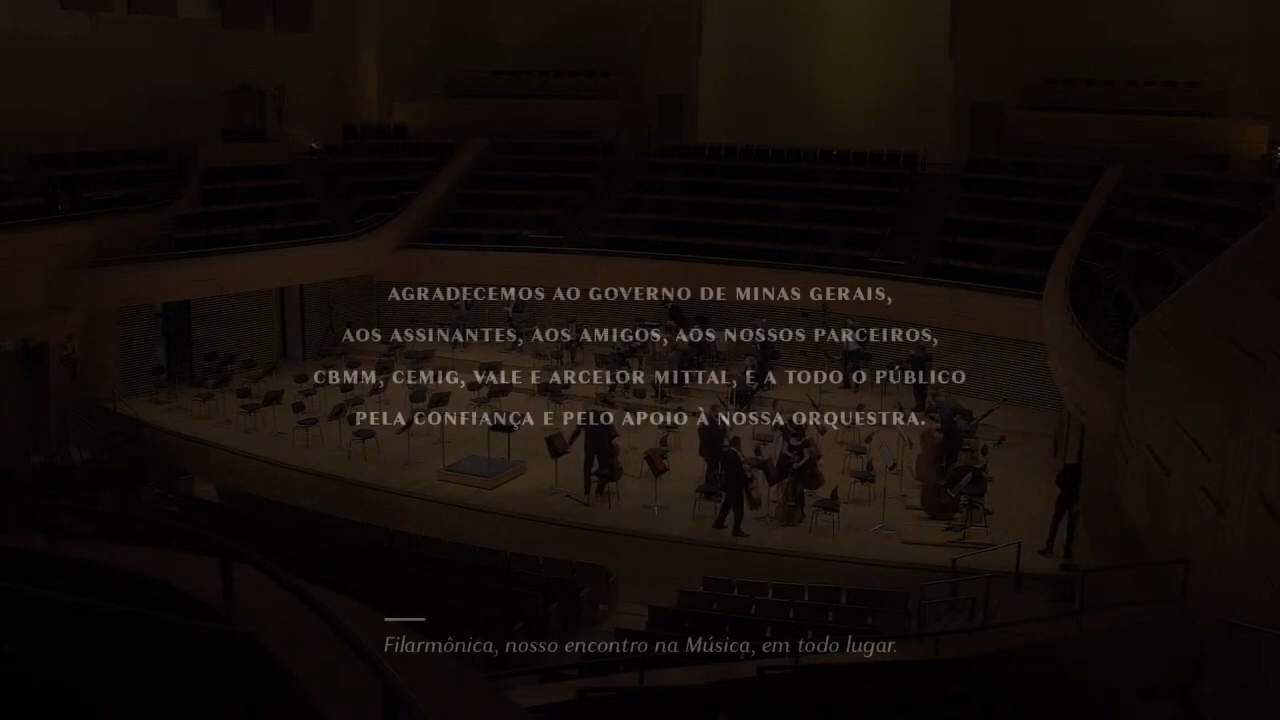 AGRADECEMOS AO GOVERNO DE MINAS GERAIS,
AOS ASSINANTES, AOS AMIGOS, AOS NOSSOS PARCEIROS,
CBMM, CEMIG, VALE E ARCELOR MITTAL, E A TODO O PÚBLICO
PELA CONFIANÇA E PELO APOIO À NOSSA ORQUESTRA.
Filarmônica, nosso encontro na Música, em todo lugar.